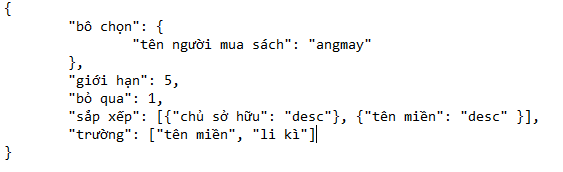 {
"bô chọn": {
"tên người mua sách": "angmay"
},
"giới hạn": 5,
"bỏ qua": 1,
"sắp xếp": [{"chủ sở hữu": "desc"}, {"tên miền": "desc" }],
"trường": ["tên miền", "li kì"]
}